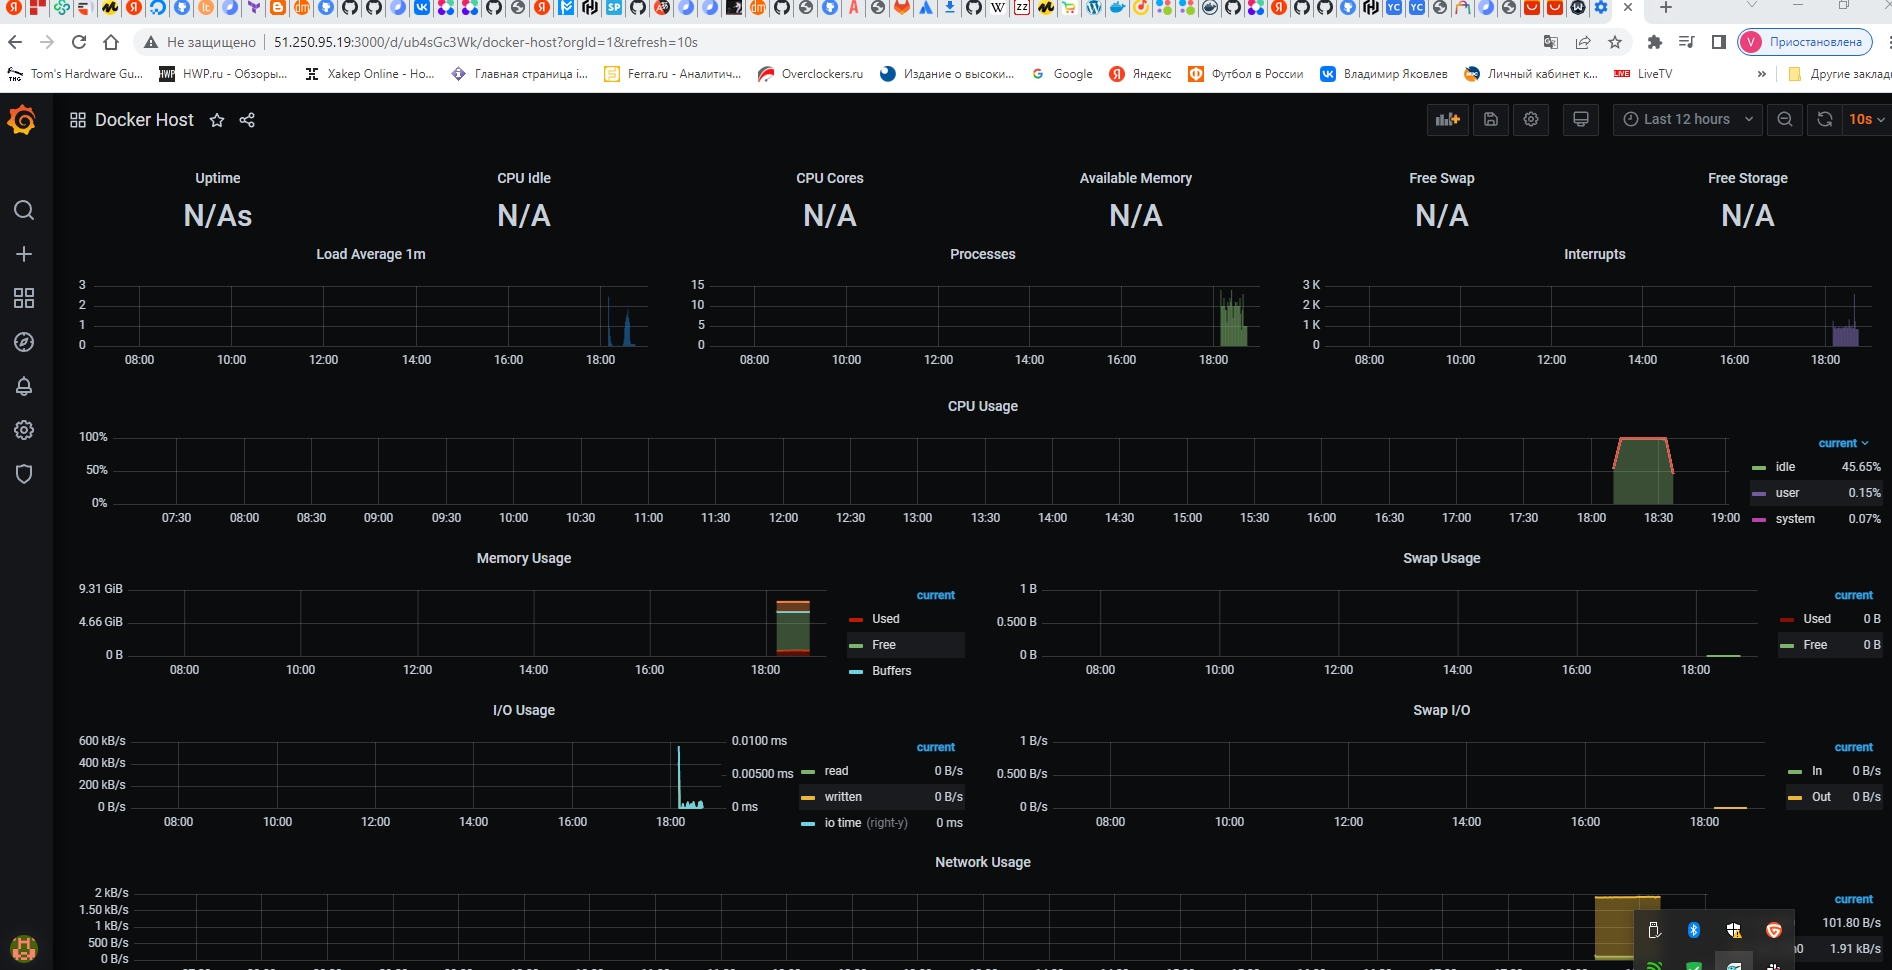 Не защищено 51.250.95.19:3000/d/ub4sGc3Wk/docker-host?orgId=1&refresh=10s V Приостановлена
Tom's Hardware Gu... HWP.ru - Обзоры... Хакер Online - Но... Главная страница i... Ferra.ru - Аналитич... Overclockers.ru Издание о высоки... Google Яндекс Футбол в России Владимир Яковлев Личный кабинет к... LIVE LiveTV » Другие заклад
Docker Host Last 12 hours 10s
Uptime CPU Idle CPU Cores Available Memory Free Swap Free Storage
N/As N/A N/A N/A N/A N/A
Load Average 1m Processes Interrupts
3 15 3 K
2 10 2 K
1 5 1 K
0 0 0
08:00 10:00 12:00 14:00 16:00 18:00 08:00 10:00 12:00 14:00 16:00 18:00 08:00 10:00 12:00 14:00 16:00 18:00
CPU Usage
100% current
50% idle 45.65%
0% user 0.15%
07:30 08:00 08:30 09:00 09:30 10:00 10:30 11:00 11:30 12:00 12:30 13:00 13:30 14:00 14:30 15:00 15:30 16:00 16:30 17:00 17:30 18:00 18:30 19:00 system 0.07%
Memory Usage Swap Usage
9.31 GiB current 1 B current
4.66 GiB Used 0.500 B Used 0 B
0 B Free 0 B Free 0 B
08:00 10:00 12:00 14:00 16:00 18:00 Buffers 08:00 10:00 12:00 14:00 16:00 18:00
I/O Usage Swap I/O
600 kB/s 0.0100 ms current 1 B/s current
400 kB/s 0.00500 ms read 0 B/s 0.500 B/s In 0 B/s
200 kB/s written 0 B/s Out 0 B/s
0 B/s 0 ms 0 B/s
08:00 10:00 12:00 14:00 16:00 18:00 io time (right-y) 0 ms 08:00 10:00 12:00 14:00 16:00 18:00
Network Usage
2 kB/s current
1.50 kB/s 101.80 B/s
1 kB/s
500 B/s 1.91 kB/s
0 B/s